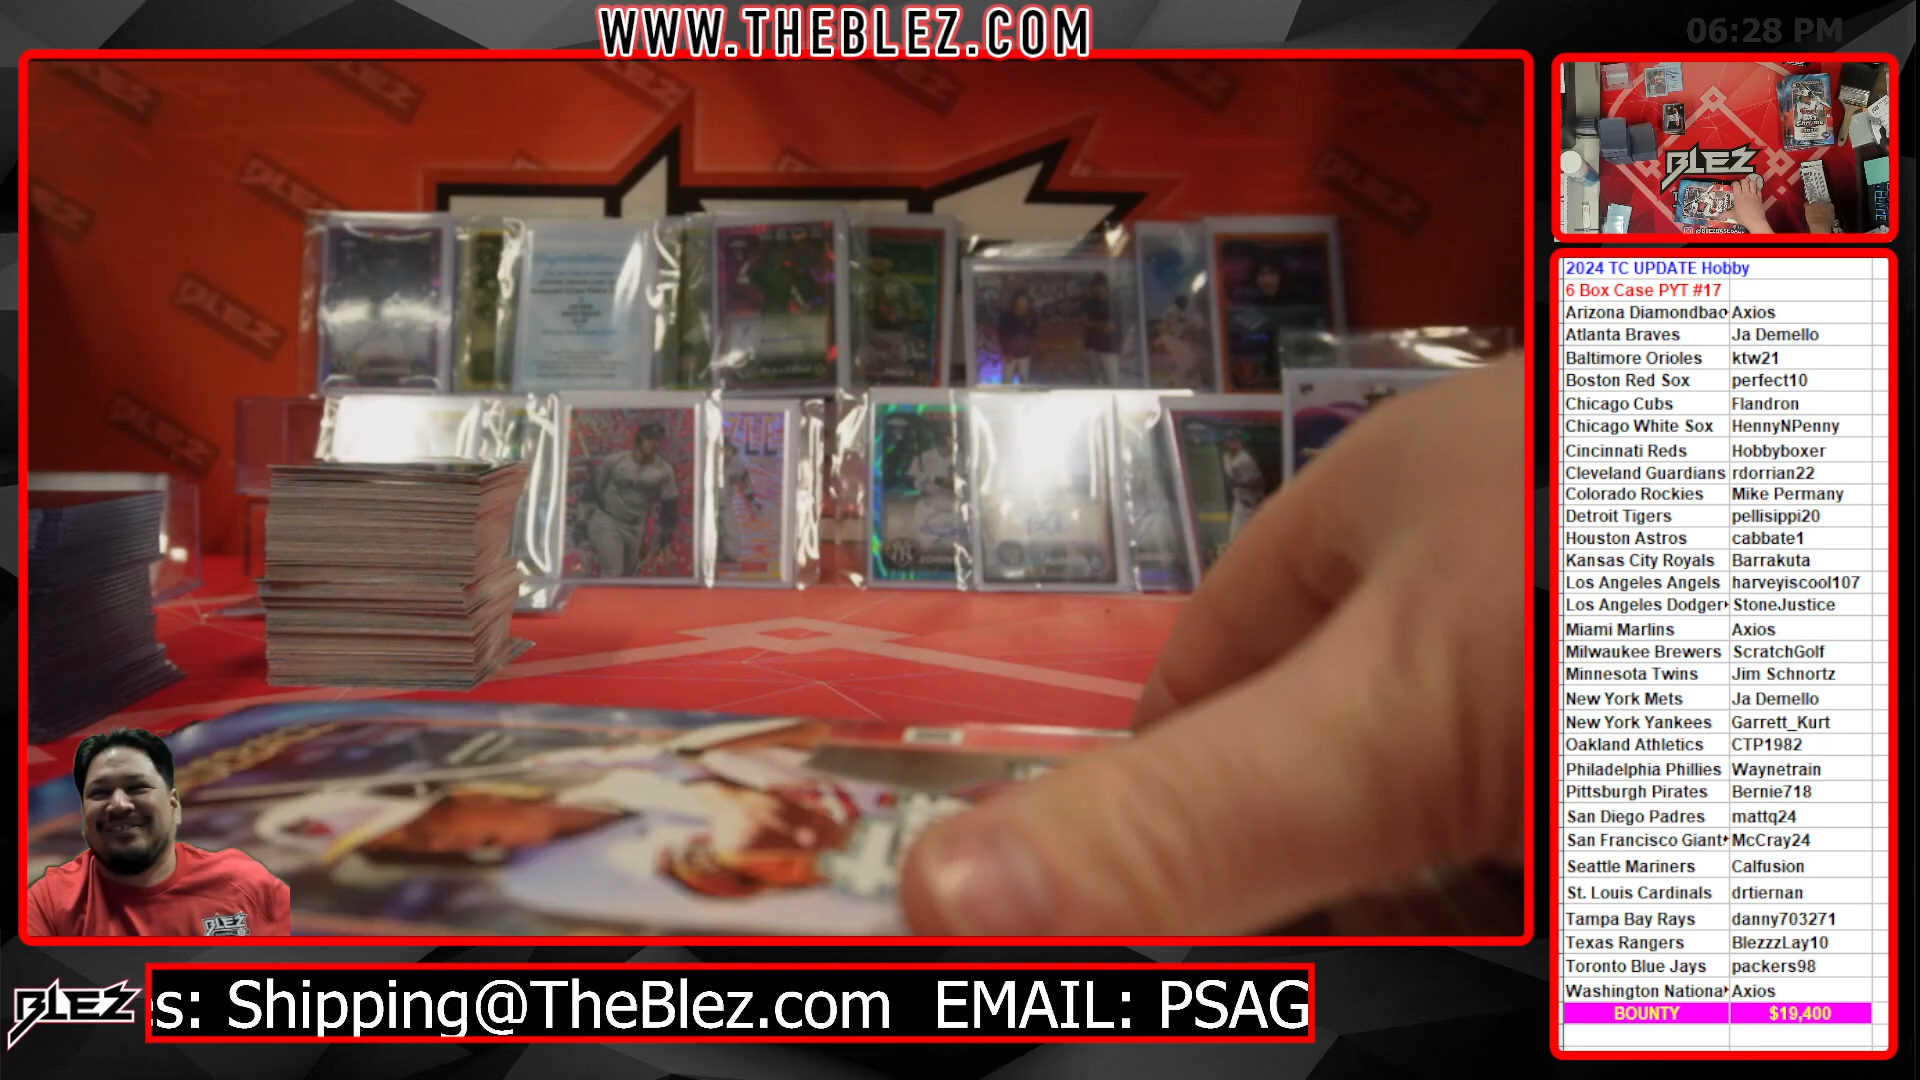 WWW.THEBLEZ.COM
06:28 PM
BLEZ
2024 TC UPDATE Hobby
6 Box Case PYT #17
Arizona Diamondbac Axios
Atlanta Braves Ja Demello
Baltimore Orioles ktw21
Boston Red Sox perfect10
Chicago Cubs Flandron
Chicago White Sox HennyNPenny
Cincinnati Reds Hobbyboxer
Cleveland Guardians rdorrian22
Colorado Rockies Mike Permany
Detroit Tigers pellisippi20
Houston Astros cabbate1
Kansas City Royals Barrakuta
Los Angeles Angels harveyiscool107
Los Angeles Dodger StoneJustice
Miami Marlins Axios
Milwaukee Brewers ScratchGolf
Minnesota Twins Jim Schnortz
New York Mets Ja Demello
New York Yankees Garrett_Kurt
Oakland Athletics CTP1982
Philadelphia Phillies Waynetrain
Pittsburgh Pirates Bernie718
San Diego Padres mattq24
San Francisco Giant McCray24
Seattle Mariners Calfusion
St. Louis Cardinals drtiernan
Tampa Bay Rays danny703271
Texas Rangers BlezzzLay10
Toronto Blue Jays packers98
Washington Nationa Axios
BOUNTY $19,400
BLEZ
BLEZ
s: Shipping@TheBlez.com EMAIL: PSAG